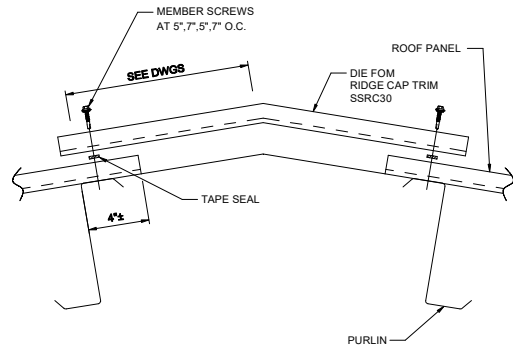 MEMBER SCREWS
AT 5",7",5",7" O.C.
ROOF PANEL
SEE DWGS
DIE FOM
RIDGE CAP TRIM
SSRC30
TAPE SEAL
4"±
PURLIN